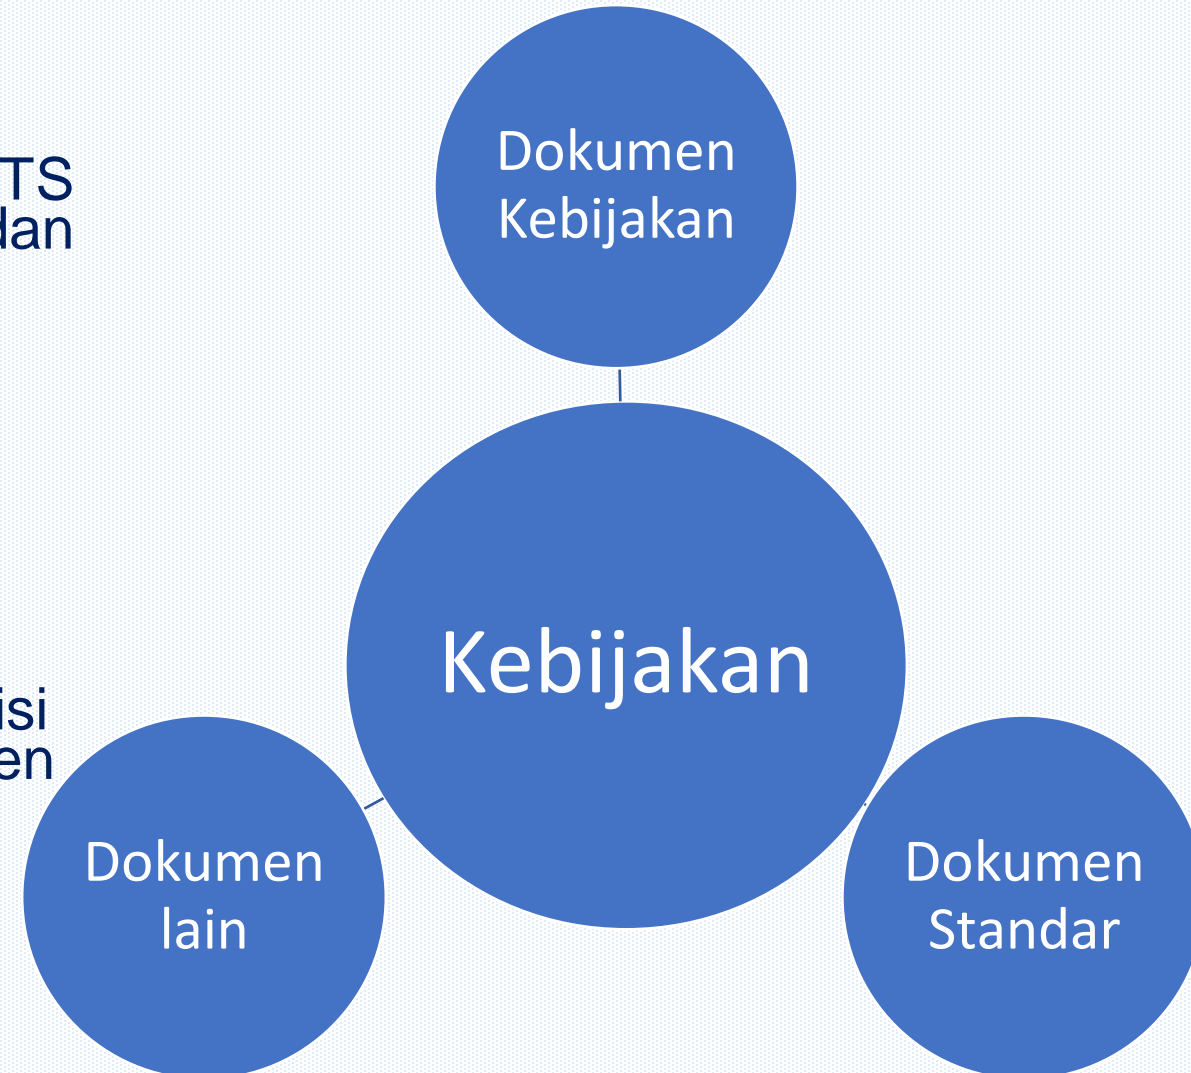 Dokumen
Kebijakan
TS
dan
Kebijakan
isi
en
Dokumen
lain
Dokumen
Standar